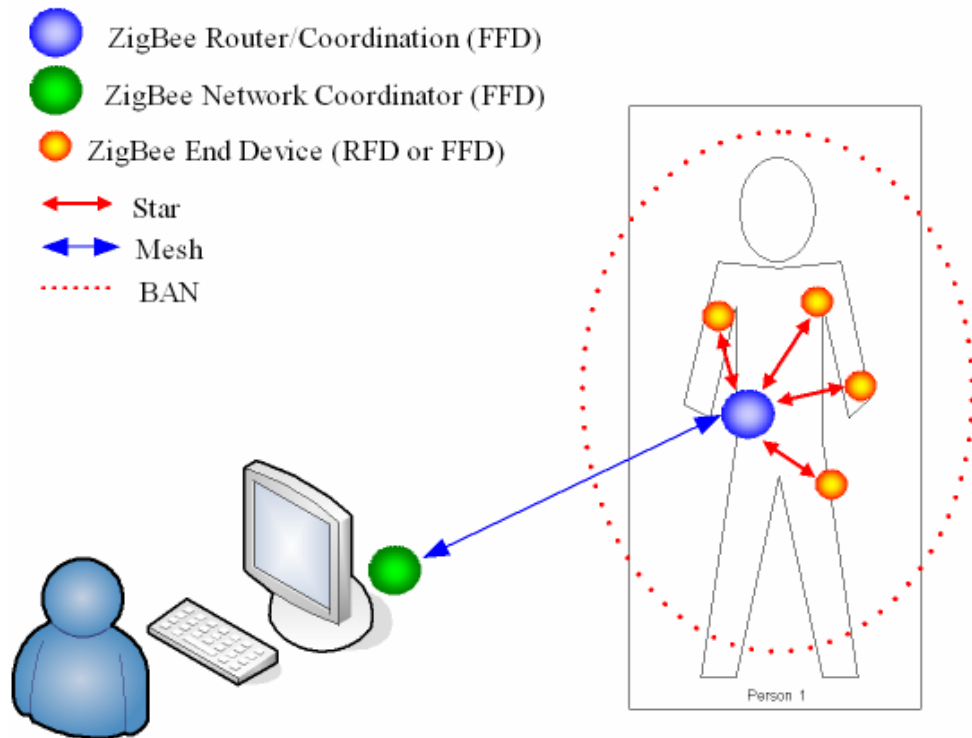 ZigBee Router/Coordination (FFD)
ZigBee Network Coordinator (FFD)
ZigBee End Device (RFD or FFD)
Star
Mesh
BAN
Person 1